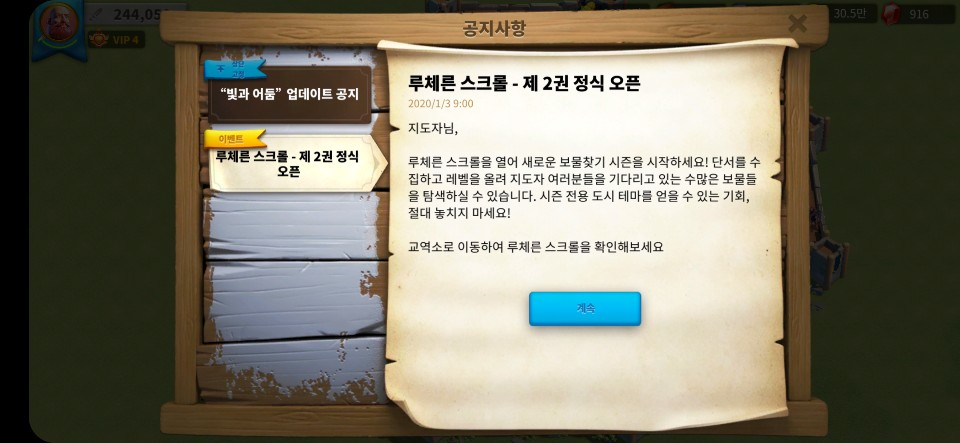 공지사항
VIP 4
30.5만
916
“빛과 어둠” 업데이트 공지
이벤트
루체른 스크롤 - 제 2권 정식
오픈
루체른 스크롤 - 제 2권 정식 오픈
2020/1/3 9:00
지도자님,
루체른 스크롤을 열어 새로운 보물찾기 시즌을 시작하세요! 단서를 수
집하고 레벨을 올려 지도자 여러분들을 기다리고 있는 수많은 보물들
을 탐색하실 수 있습니다. 시즌 전용 도시 테마를 얻을 수 있는 기회,
절대 놓치지 마세요!
교역소로 이동하여 루체른 스크롤을 확인해보세요
계속